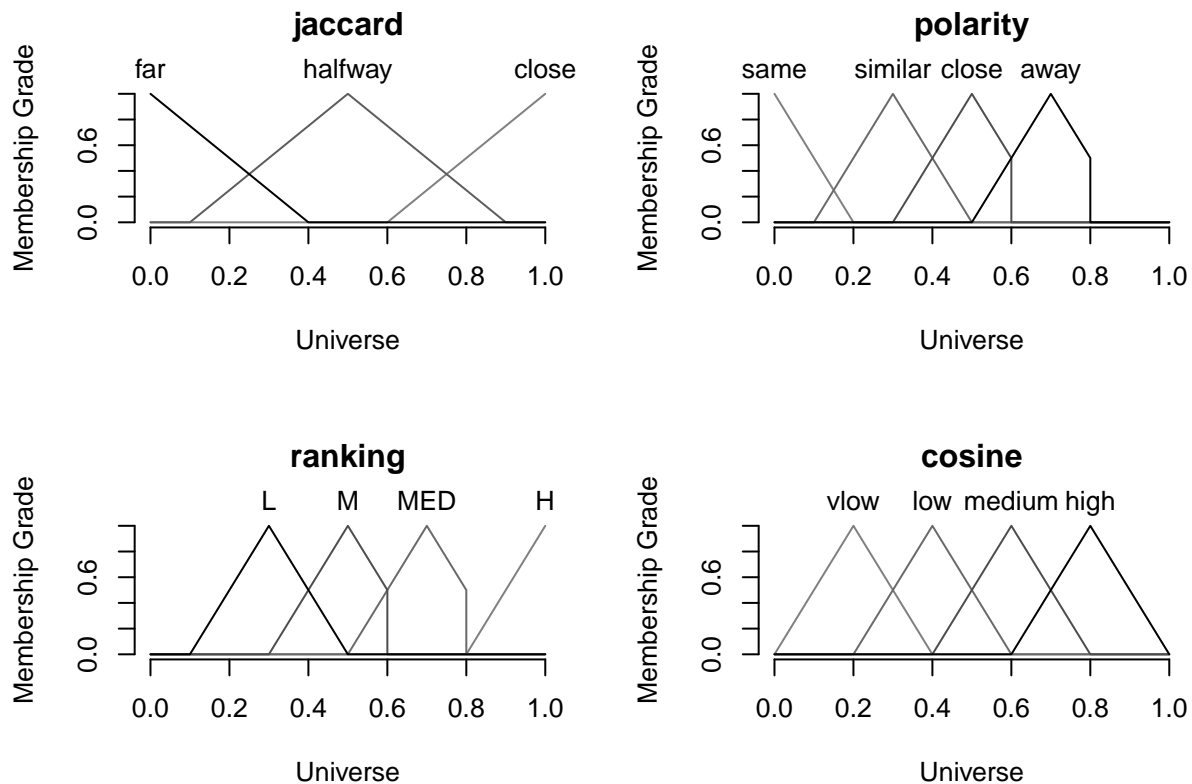 jaccard
far halfway close
Membership Grade
0.6
0.0
0.0 0.2 0.4 0.6 0.8 1.0
Universe
polarity
same similar close away
Membership Grade
0.6
0.0
0.0 0.2 0.4 0.6 0.8 1.0
Universe
ranking
L M MED H
Membership Grade
0.6
0.0
0.0 0.2 0.4 0.6 0.8 1.0
Universe
cosine
vlow low medium high
Membership Grade
0.6
0.0
0.0 0.2 0.4 0.6 0.8 1.0
Universe